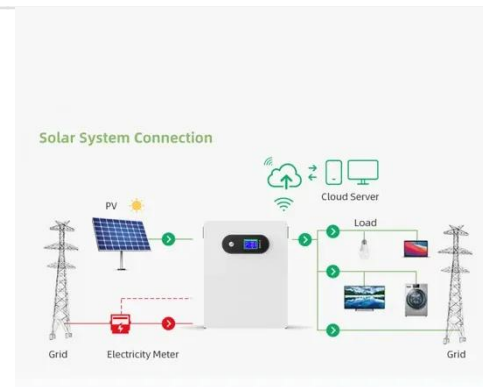 Solar System Connection
Cloud Server
PV
Load
Grid
Electricity Meter
Grid